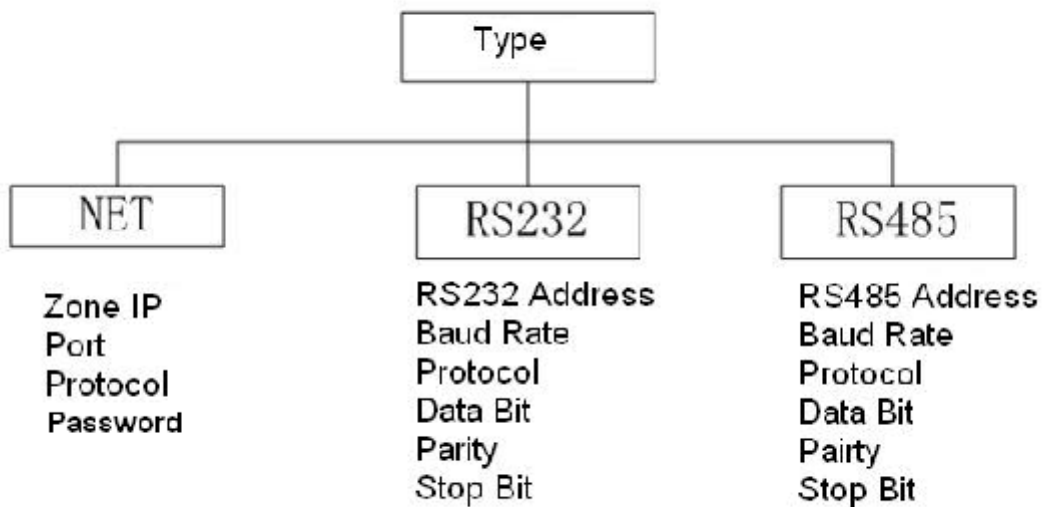 Type
NET
Zone IP
Port
Protocol
Password
RS232
RS232 Address
Baud Rate
Protocol
Data Bit
Parity
Stop Bit
RS485
RS485 Address
Baud Rate
Protocol
Data Bit
Pairty
Stop Bit